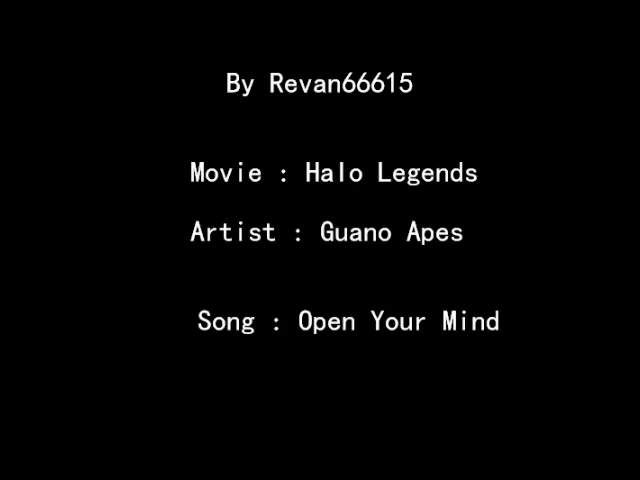 By Revan66615
Movie : Halo Legends
Artist : Guano Apes
Song : Open Your Mind